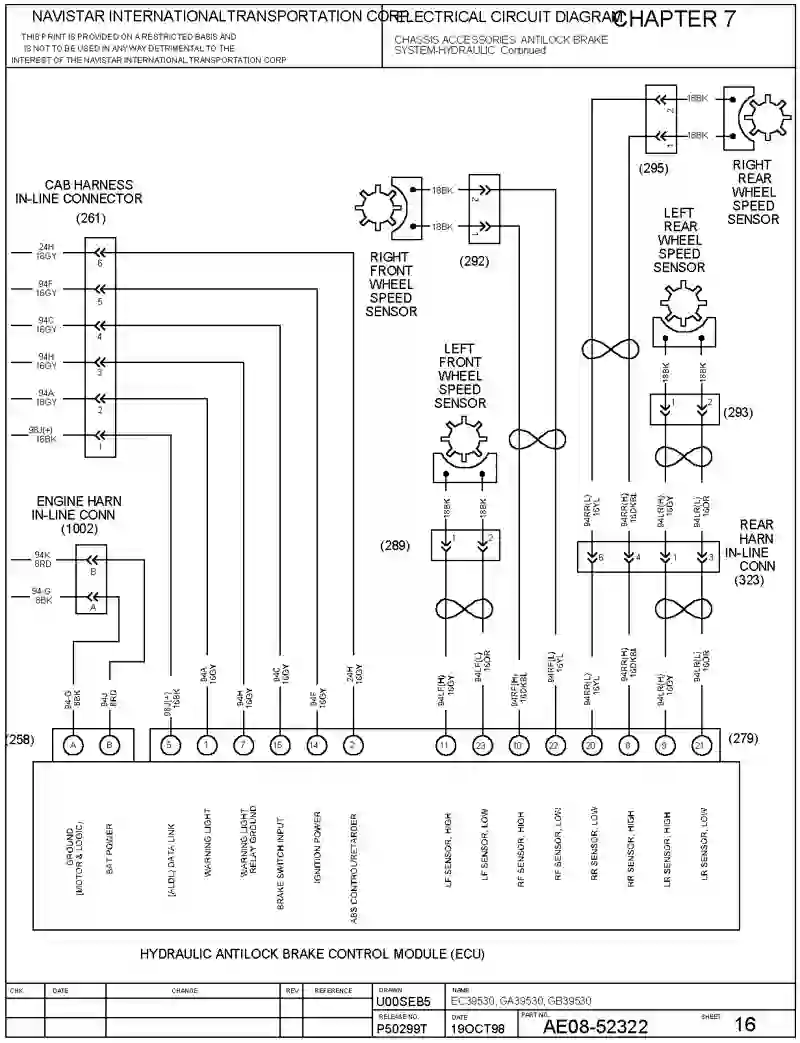 NAVISTAR INTERNATIONAL TRANSPORTATION CORP.
THIS PRINT IS PROVIDED ON A RESTRICTED BASIS AND
IS NOT TO BE USED IN ANY WAY DETRIMENTAL TO THE
INTEREST OF THE NAVISTAR INTERNATIONAL TRANSPORTATION CORP
ELECTRICAL CIRCUIT DIAGRAM
CHAPTER 7
CHASSIS ACCESSORIES ANTILOCK BRAKE
SYSTEM-HYDRAULIC Continued
CAB HARNESS
IN-LINE CONNECTOR
(261)
24H
16GY
6
94F
16GY
5
94C
16GY
4
94H
16GY
3
94A
16GY
2
98J(+)
16BK
1
ENGINE HARN
IN-LINE CONN
(1002)
94K
8RD
B
94-G
8BK
A
RIGHT
FRONT
WHEEL
SPEED
SENSOR
18BK
2
18BK
1
(292)
LEFT
FRONT
WHEEL
SPEED
SENSOR
18BK
18BK
1
2
(289)
18BK
2
18BK
1
(295)
RIGHT
REAR
WHEEL
SPEED
SENSOR
LEFT
REAR
WHEEL
SPEED
SENSOR
18BK
18BK
1
2
(293)
94RR(L)
16YL
94RR(H)
16DKBL
94LR(H)
16GY
94LR(L)
16OR
REAR
HARN
IN-LINE
CONN
(323)
4
1
3
94-G
8BK
94J
8RD
98J(+)
16BK
94A
16GY
94H
16GY
94C
16GY
94F
16GY
24H
16GY
94LF(H)
16GY
94LF(L)
16OR
94RF(H)
16DKBL
94RF(L)
16YL
94RR(L)
16YL
94RR(H)
16DKBL
94LR(H)
16GY
94LR(L)
16OR
(258)
A
B
1
7
15
14
2
11
23
10
22
20
8
9
21
(279)
GROUND
(MOTOR & LOGIC)
BAT POWER
(ALDL) DATA LINK
WARNING LIGHT
WARNING LIGHT
RELAY GROUND
BRAKE SWITCH INPUT
IGNITION POWER
ABS CONTROL/RETARDER
LF SENSOR, HIGH
LF SENSOR, LOW
RF SENSOR, HIGH
RF SENSOR, LOW
RR SENSOR, LOW
RR SENSOR, HIGH
LR SENSOR, HIGH
LR SENSOR, LOW
HYDRAULIC ANTILOCK BRAKE CONTROL MODULE (ECU)
CHK
DATE
CHANGE
REV
REFERENCE
DRAWN
U00SEB5
NAME
EC39530, GA39530, GB39530
RELEASE NO.
P50299T
DATE
19OCT98
PART NO.
AE08-52322
SHEET
16